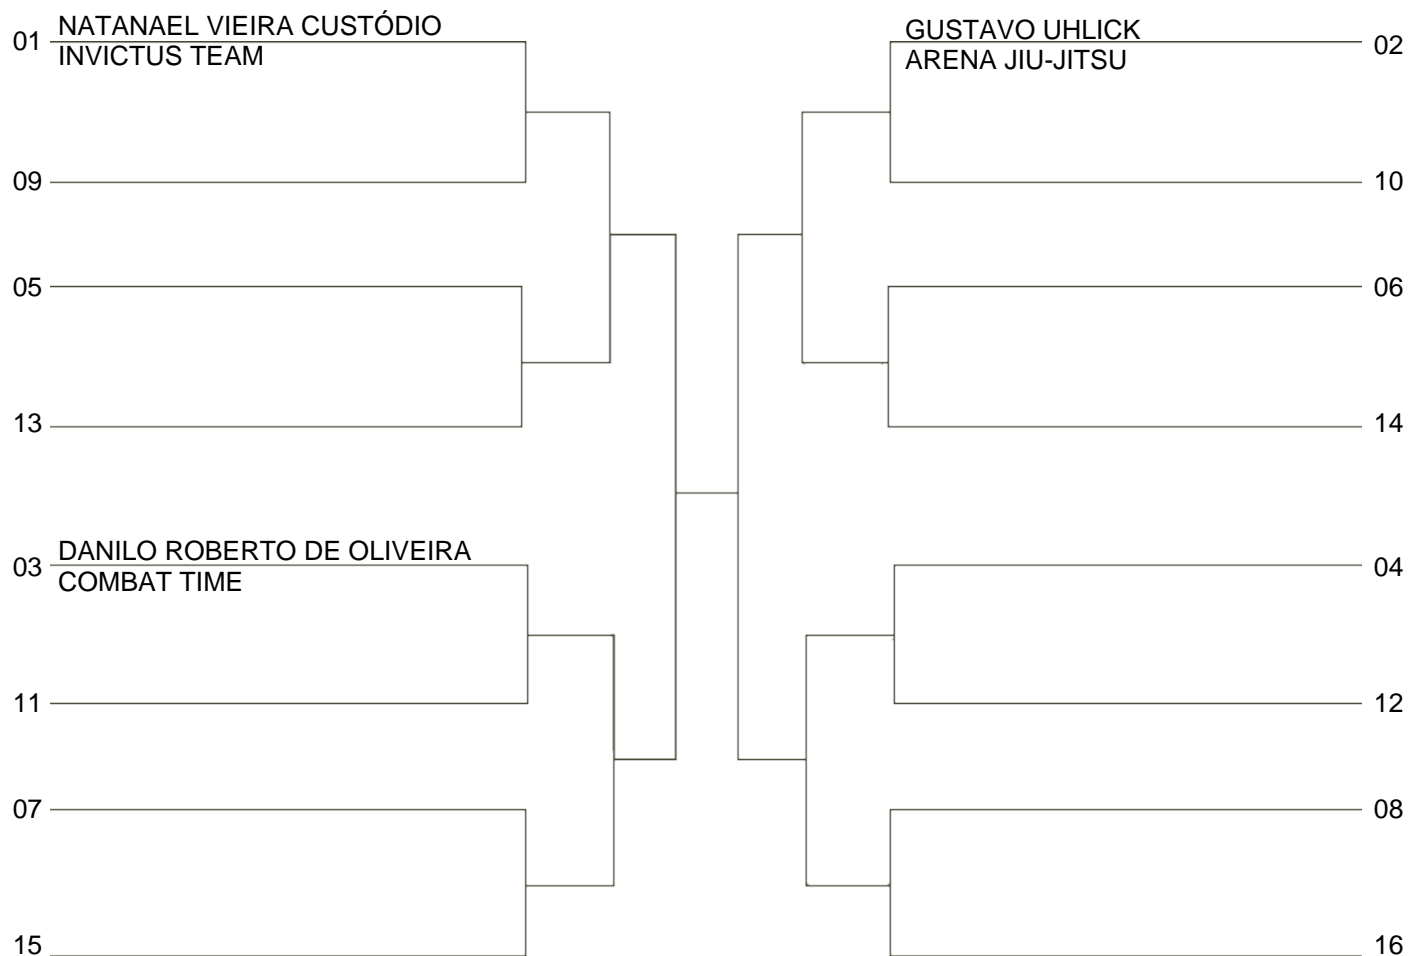 01
NATANAEL VIEIRA CUSTÓDIO
INVICTUS TEAM
09
05
13
03
DANILO ROBERTO DE OLIVEIRA
COMBAT TIME
11
07
15
GUSTAVO UHLICK
ARENA JIU-JITSU
02
10
06
14
04
12
08
16